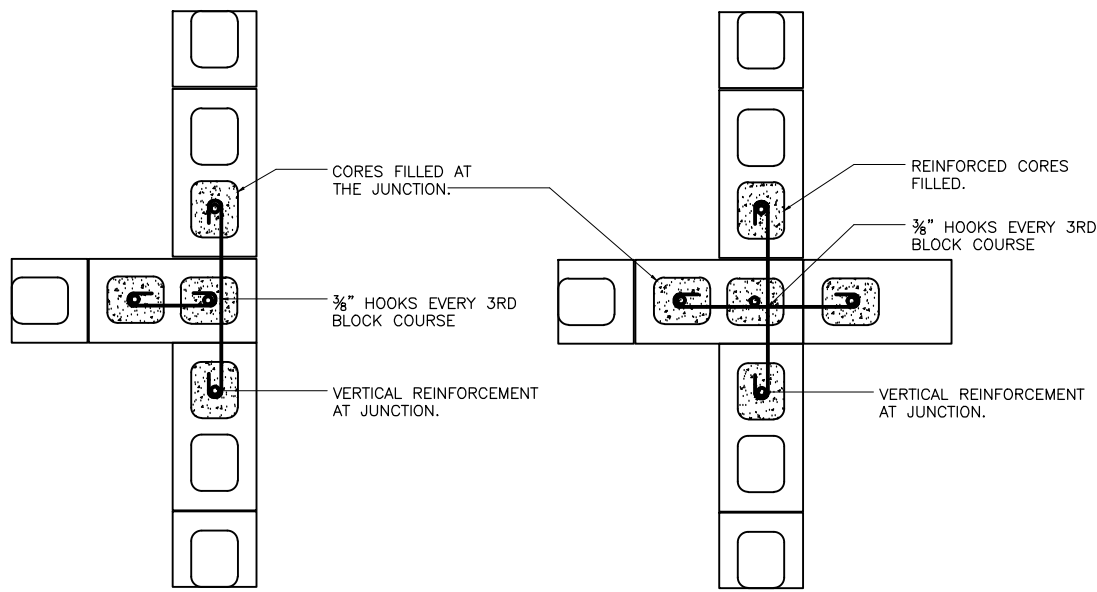 CORES FILLED AT
THE JUNCTION.
⅜" HOOKS EVERY 3RD
BLOCK COURSE
VERTICAL REINFORCEMENT
AT JUNCTION.
REINFORCED CORES
FILLED.
⅜" HOOKS EVERY 3RD
BLOCK COURSE
VERTICAL REINFORCEMENT
AT JUNCTION.